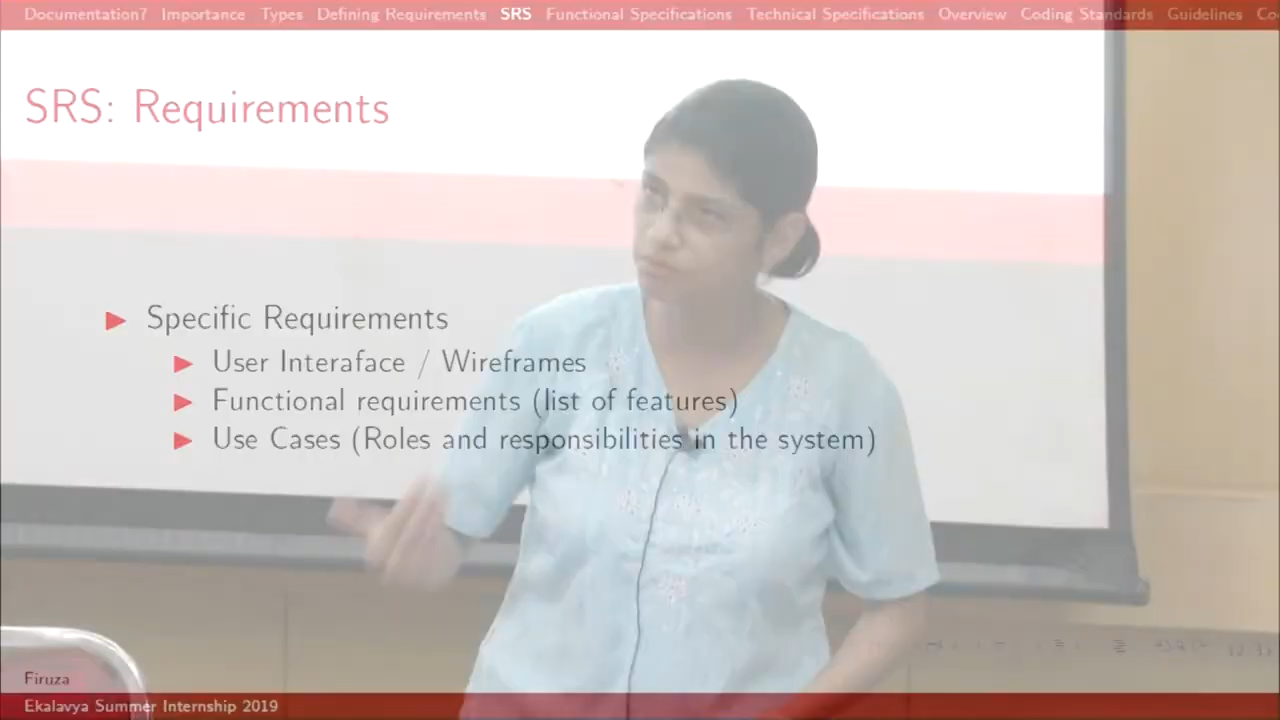 Documentation? Importance Types Defining Requirements SRS Functional Specifications Technical Specifications Overview Coding Standards Guidelines Co
SRS: Requirements
Specific Requirements
User Interaface / Wireframes
Functional requirements (list of features)
Use Cases (Roles and responsibilities in the system)
Firuza
Ekalavya Summer Internship 2019